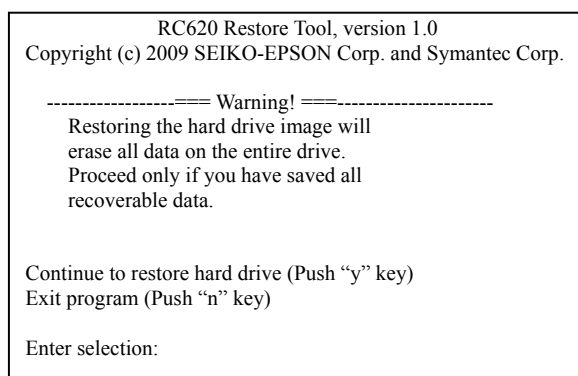 RC620 Restore Tool, version 1.0
Copyright (c) 2009 SEIKO-EPSON Corp. and Symantec Corp.
------------------=== Warning! ===----------------------
Restoring the hard drive image will
erase all data on the entire drive.
Proceed only if you have saved all
recoverable data.
Continue to restore hard drive (Push “y” key)
Exit program (Push “n” key)
Enter selection: